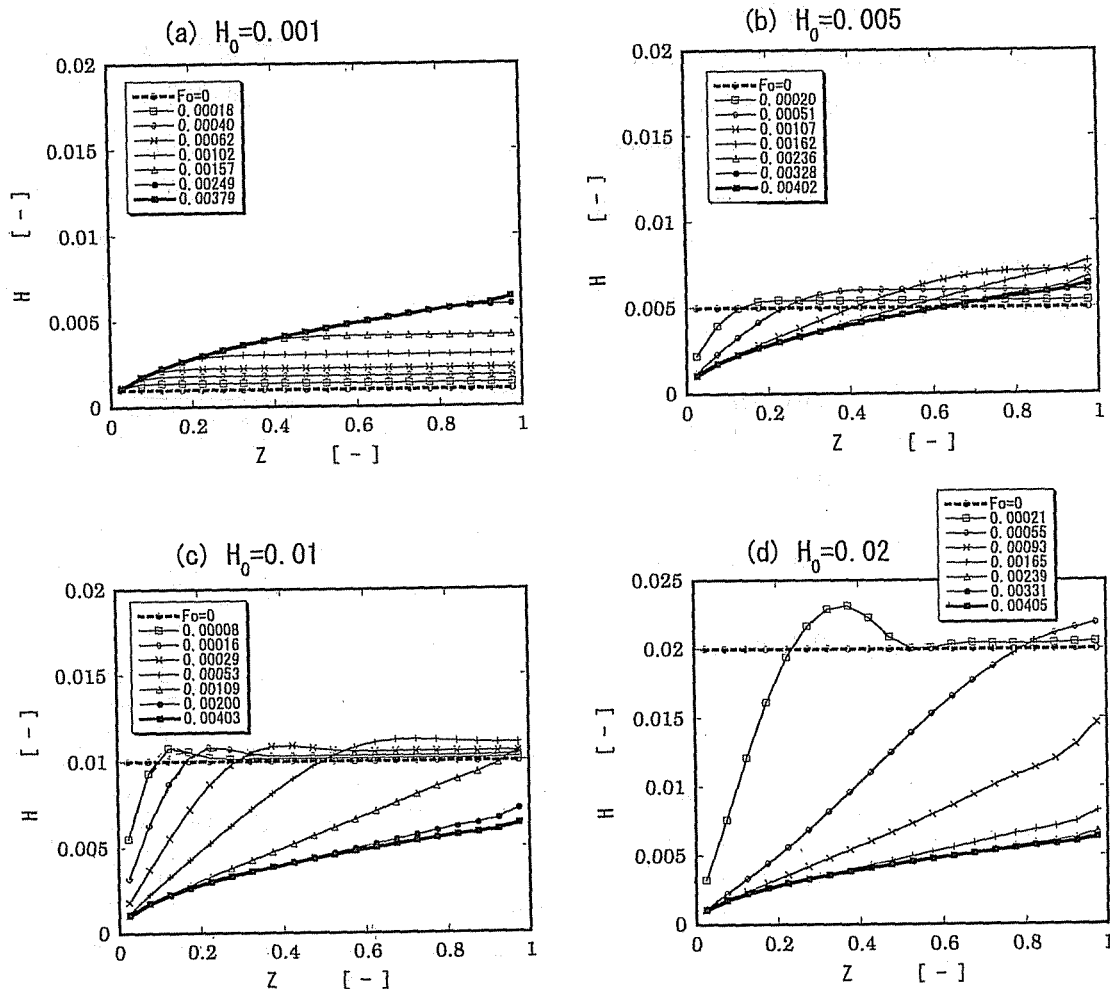 (a) H₀=0.001
0.02
0.015
0.01
0.005
0
H [-]
Fo=0
0.00018
0.00040
0.00062
0.00102
0.00157
0.00249
0.00379
0 0.2 0.4 0.6 0.8 1
Z [-]
(b) H₀=0.005
0.02
0.015
0.01
0.005
0
H [-]
Fo=0
0.00020
0.00051
0.00107
0.00162
0.00236
0.00328
0.00402
0 0.2 0.4 0.6 0.8 1
Z [-]
(c) H₀=0.01
0.02
0.015
0.01
0.005
0
H [-]
Fo=0
0.00008
0.00016
0.00029
0.00053
0.00109
0.00200
0.00403
0 0.2 0.4 0.6 0.8 1
Z [-]
(d) H₀=0.02
0.025
0.02
0.015
0.01
0.005
0
H [-]
Fo=0
0.00021
0.00055
0.00093
0.00165
0.00239
0.00331
0.00405
0 0.2 0.4 0.6 0.8 1
Z [-]